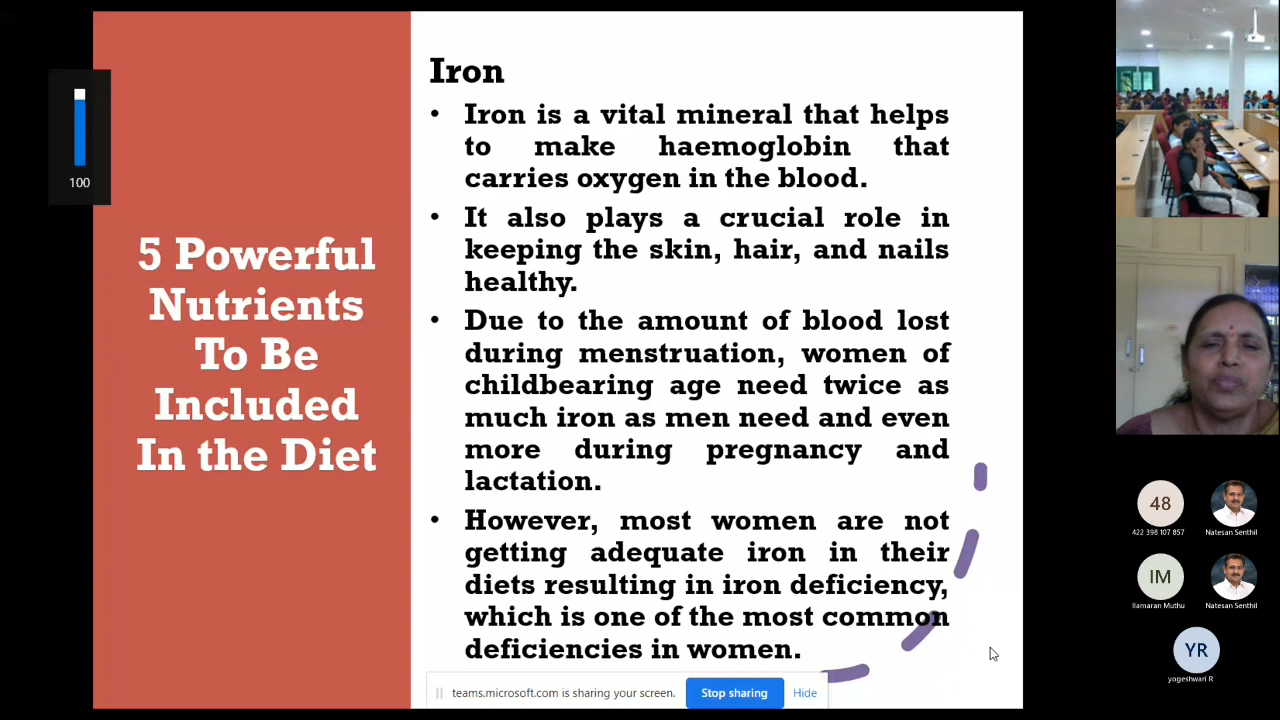 100
5 Powerful
Nutrients
To Be
Included
In the Diet
Iron
• Iron is a vital mineral that helps
to make haemoglobin that
carries oxygen in the blood.
• It also plays a crucial role in
keeping the skin, hair, and nails
healthy.
• Due to the amount of blood lost
during menstruation, women of
childbearing age need twice as
much iron as men need and even
more during pregnancy and
lactation.
• However, most women are not
getting adequate iron in their
diets resulting in iron deficiency,
which is one of the most common
deficiencies in women.
teams.microsoft.com is sharing your screen. Stop sharing Hide
48
422 398 107 857
Natesan Senthil
IM
Ilamaran Muthu
Natesan Senthil
YR
yogeshwari R